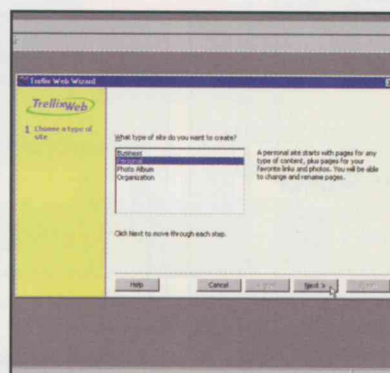 Trellix Web Wizard
TrellixWeb
1 Choose a type of
site
What type of site do you want to create?
Business
Personal
Photo Album
Organization
A personal site starts with pages for any
type of content, plus pages for your
favorite links and photos. You will be able
to change and rename pages.
Click Next to move through each step.
Help
Cancel
Next >